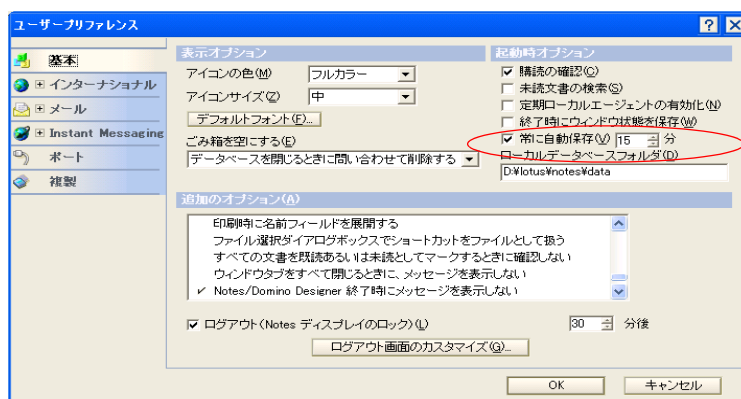 ユーザープリファレンス
基本
インターナショナル
メール
Instant Messaging
ポート
複製
表示オプション
アイコンの色(M) フルカラー
アイコンサイズ(Z) 中
デフォルトフォント(F)...
ごみ箱を空にする(E)
データベースを閉じるときに問い合わせて削除する
起動時オプション
購読の確認(C)
未読文書の検索(S)
定期ローカルエージェントの有効化(N)
終了時にウィンドウ状態を保存(W)
常に自動保存(V) 15 分
ローカルデータベースフォルダ(D)
D:¥lotus¥notes¥data
追加のオプション(A)
印刷時に名前フィールドを展開する
ファイル選択ダイアログボックスでショートカットをファイルとして扱う
すべての文書を既読あるいは未読としてマークするときに確認しない
ウィンドウタブをすべて閉じるときに、メッセージを表示しない
Notes/Domino Designer 終了時にメッセージを表示しない
ログアウト(Notes ディスプレイのロック)(L) 30 分後
ログアウト画面のカスタマイズ(G)...
OK キャンセル